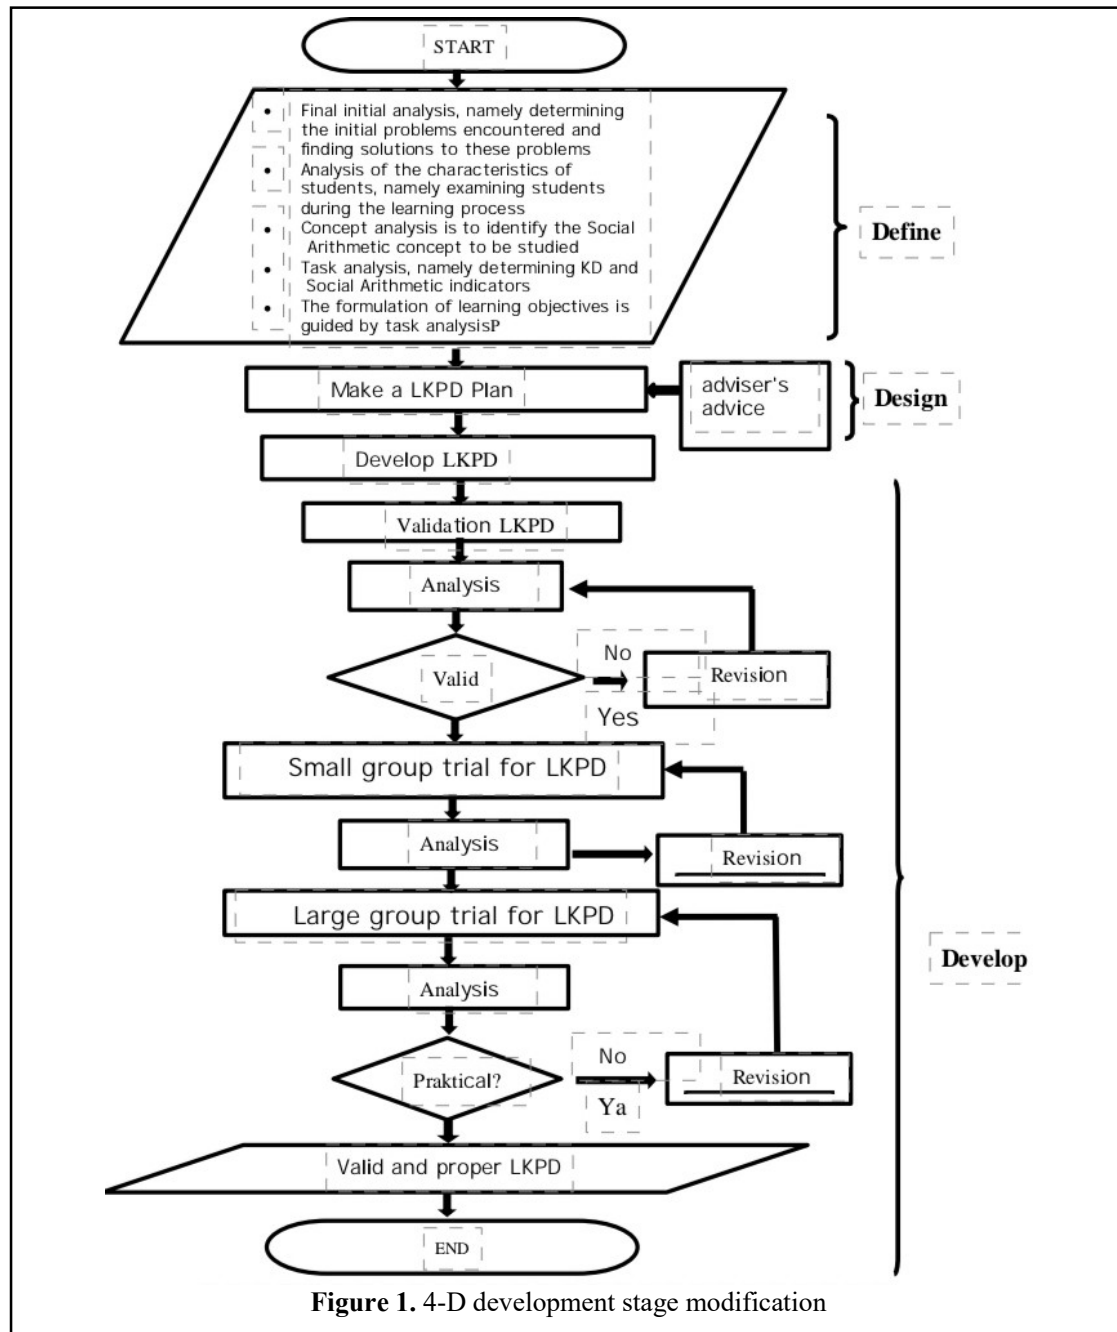 START
• Final initial analysis, namely determining
the initial problems encountered and
finding solutions to these problems
• Analysis of the characteristics of
students, namely examining students
during the learning process
• Concept analysis is to identify the Social
Arithmetic concept to be studied
• Task analysis, namely determining KD and
Social Arithmetic indicators
• The formulation of learning objectives is
guided by task analysisP
Define
Make a LKPD Plan
adviser's
advice
Design
Develop LKPD
Validation LKPD
Analysis
Valid
No
Revision
Yes
Small group trial for LKPD
Analysis
Revision
Large group trial for LKPD
Develop
Analysis
Praktical?
No
Revision
Ya
Valid and proper LKPD
END
Figure 1. 4-D development stage modification